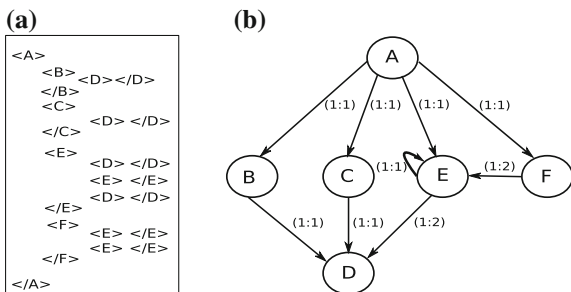 (a)
<A>
<B>
<D> </D>
</B>
<C>
<D> </D>
</C>
<E>
<D> </D>
<E> </E>
<D> </D>
</E>
<F>
<E> </E>
<E> </E>
</F>
</A>
(b)
A
(1:1) (1:1) (1:1) (1:1)
B C (1:1) E (1:2) F
(1:1) (1:1) (1:2)
D